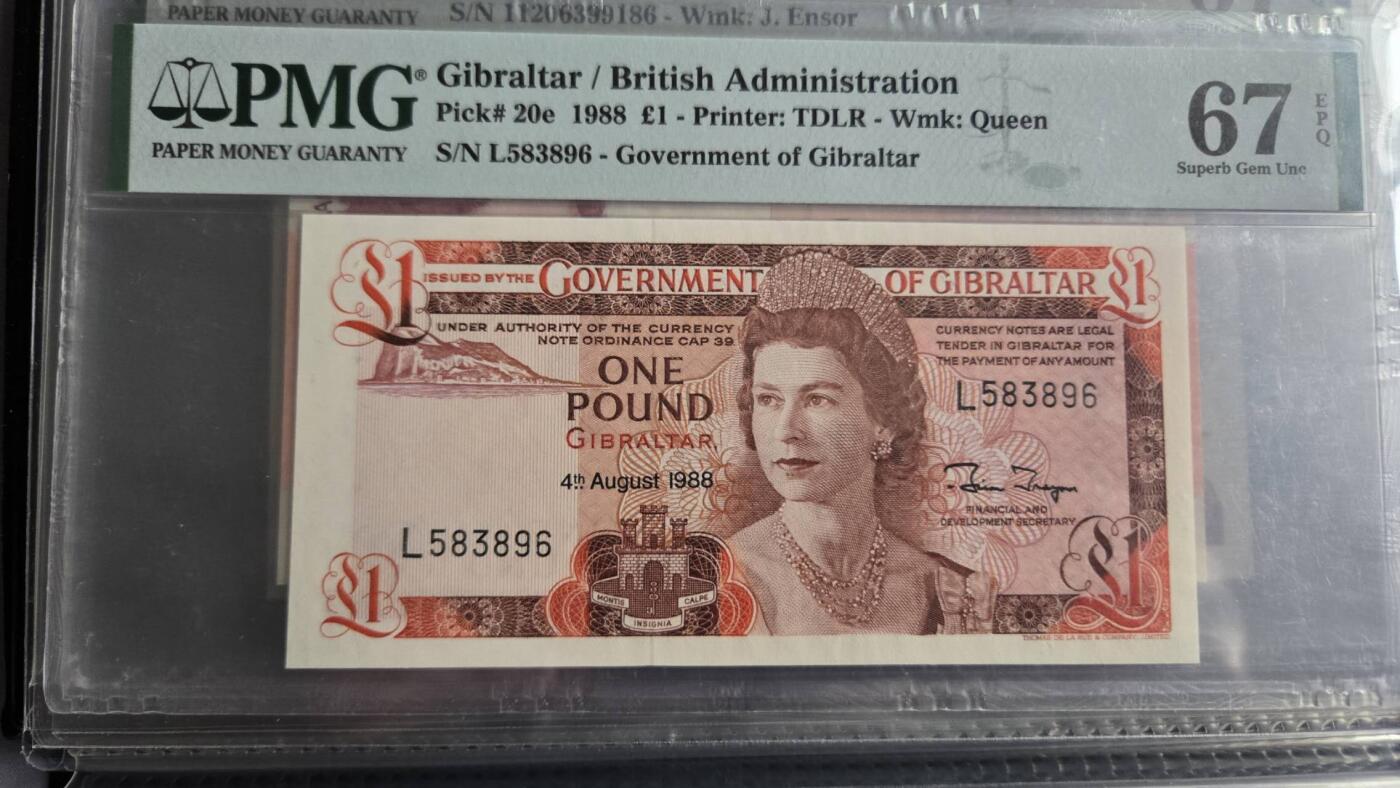 PAPER MONEY GUARANTY
S/N 11206399186 - Wmk: J. Ensor
PMG®
PAPER MONEY GUARANTY
Gibraltar / British Administration
Pick# 20e 1988 £1 - Printer: TDLR - Wmk: Queen
S/N L583896 - Government of Gibraltar
67
EPQ
Superb Gem Unc
£1
ISSUED BY THE GOVERNMENT OF GIBRALTAR
£1
UNDER AUTHORITY OF THE CURRENCY
NOTE ORDINANCE CAP 39
CURRENCY NOTES ARE LEGAL
TENDER IN GIBRALTAR FOR
THE PAYMENT OF ANY AMOUNT
ONE
POUND
GIBRALTAR,
4th August 1988
L583896
L583896
FINANCIAL AND
DEVELOPMENT SECRETARY
£1
MONTIS
INSIGNIA
CALPE
£1
THOMAS DE LA RUE & COMPANY, LIMITED